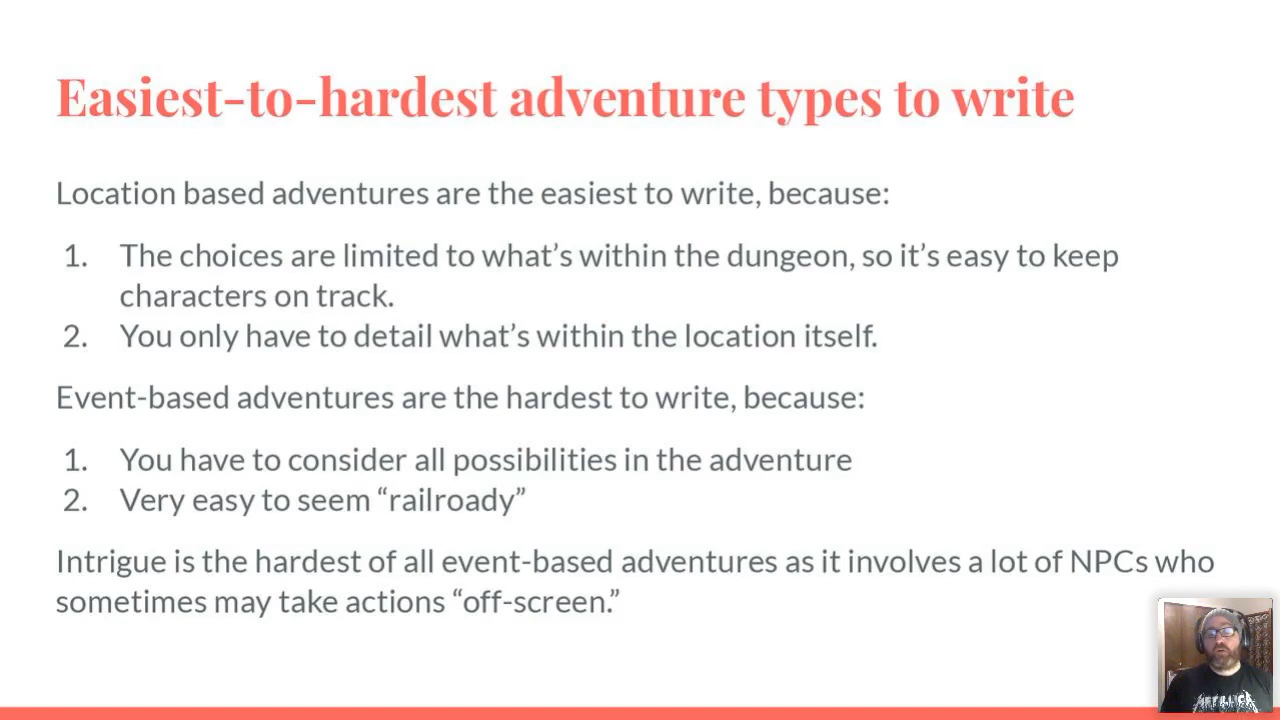 Easiest-to-hardest adventure types to write
Location based adventures are the easiest to write, because:
1. The choices are limited to what’s within the dungeon, so it’s easy to keep
characters on track.
2. You only have to detail what’s within the location itself.
Event-based adventures are the hardest to write, because:
1. You have to consider all possibilities in the adventure
2. Very easy to seem “railroady”
Intrigue is the hardest of all event-based adventures as it involves a lot of NPCs who
sometimes may take actions “off-screen.”
METALLICA